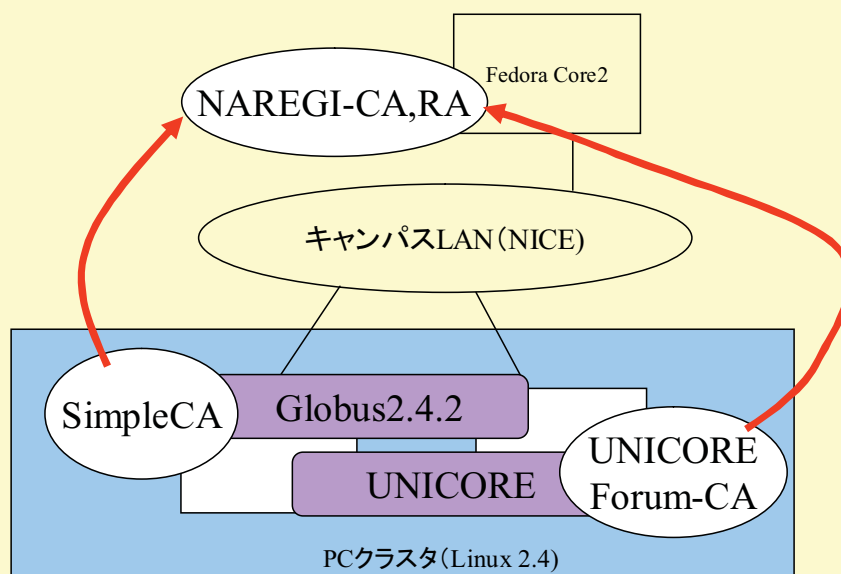 Fedora Core2
NAREGI-CA,RA
キャンパスLAN(NICE)
SimpleCA
Globus2.4.2
UNICORE
UNICORE
Forum-CA
PCクラスタ(Linux 2.4)